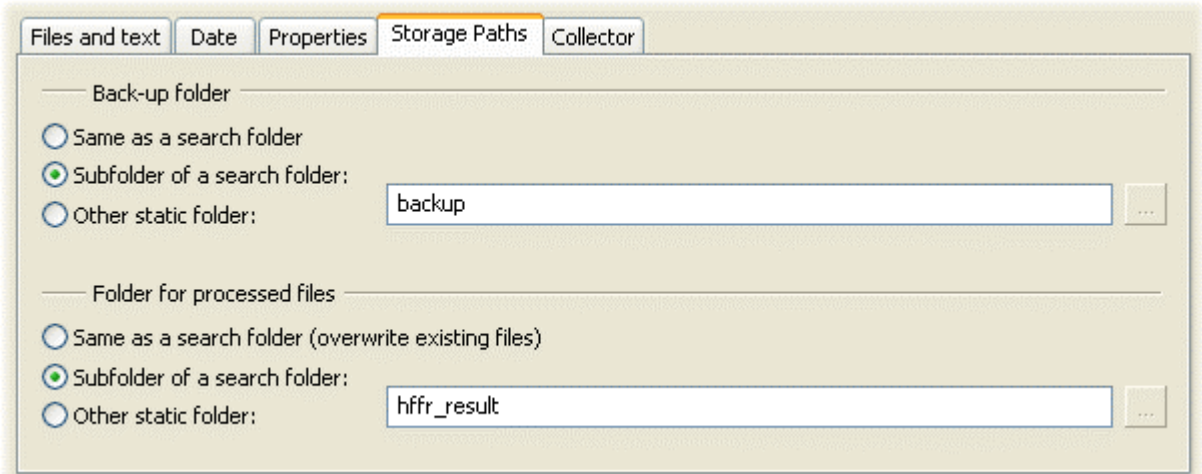 Files and text Date Properties Storage Paths Collector
Back-up folder
Same as a search folder
Subfolder of a search folder:
backup ...
Other static folder:
Folder for processed files
Same as a search folder (overwrite existing files)
Subfolder of a search folder:
hffr_result ...
Other static folder: